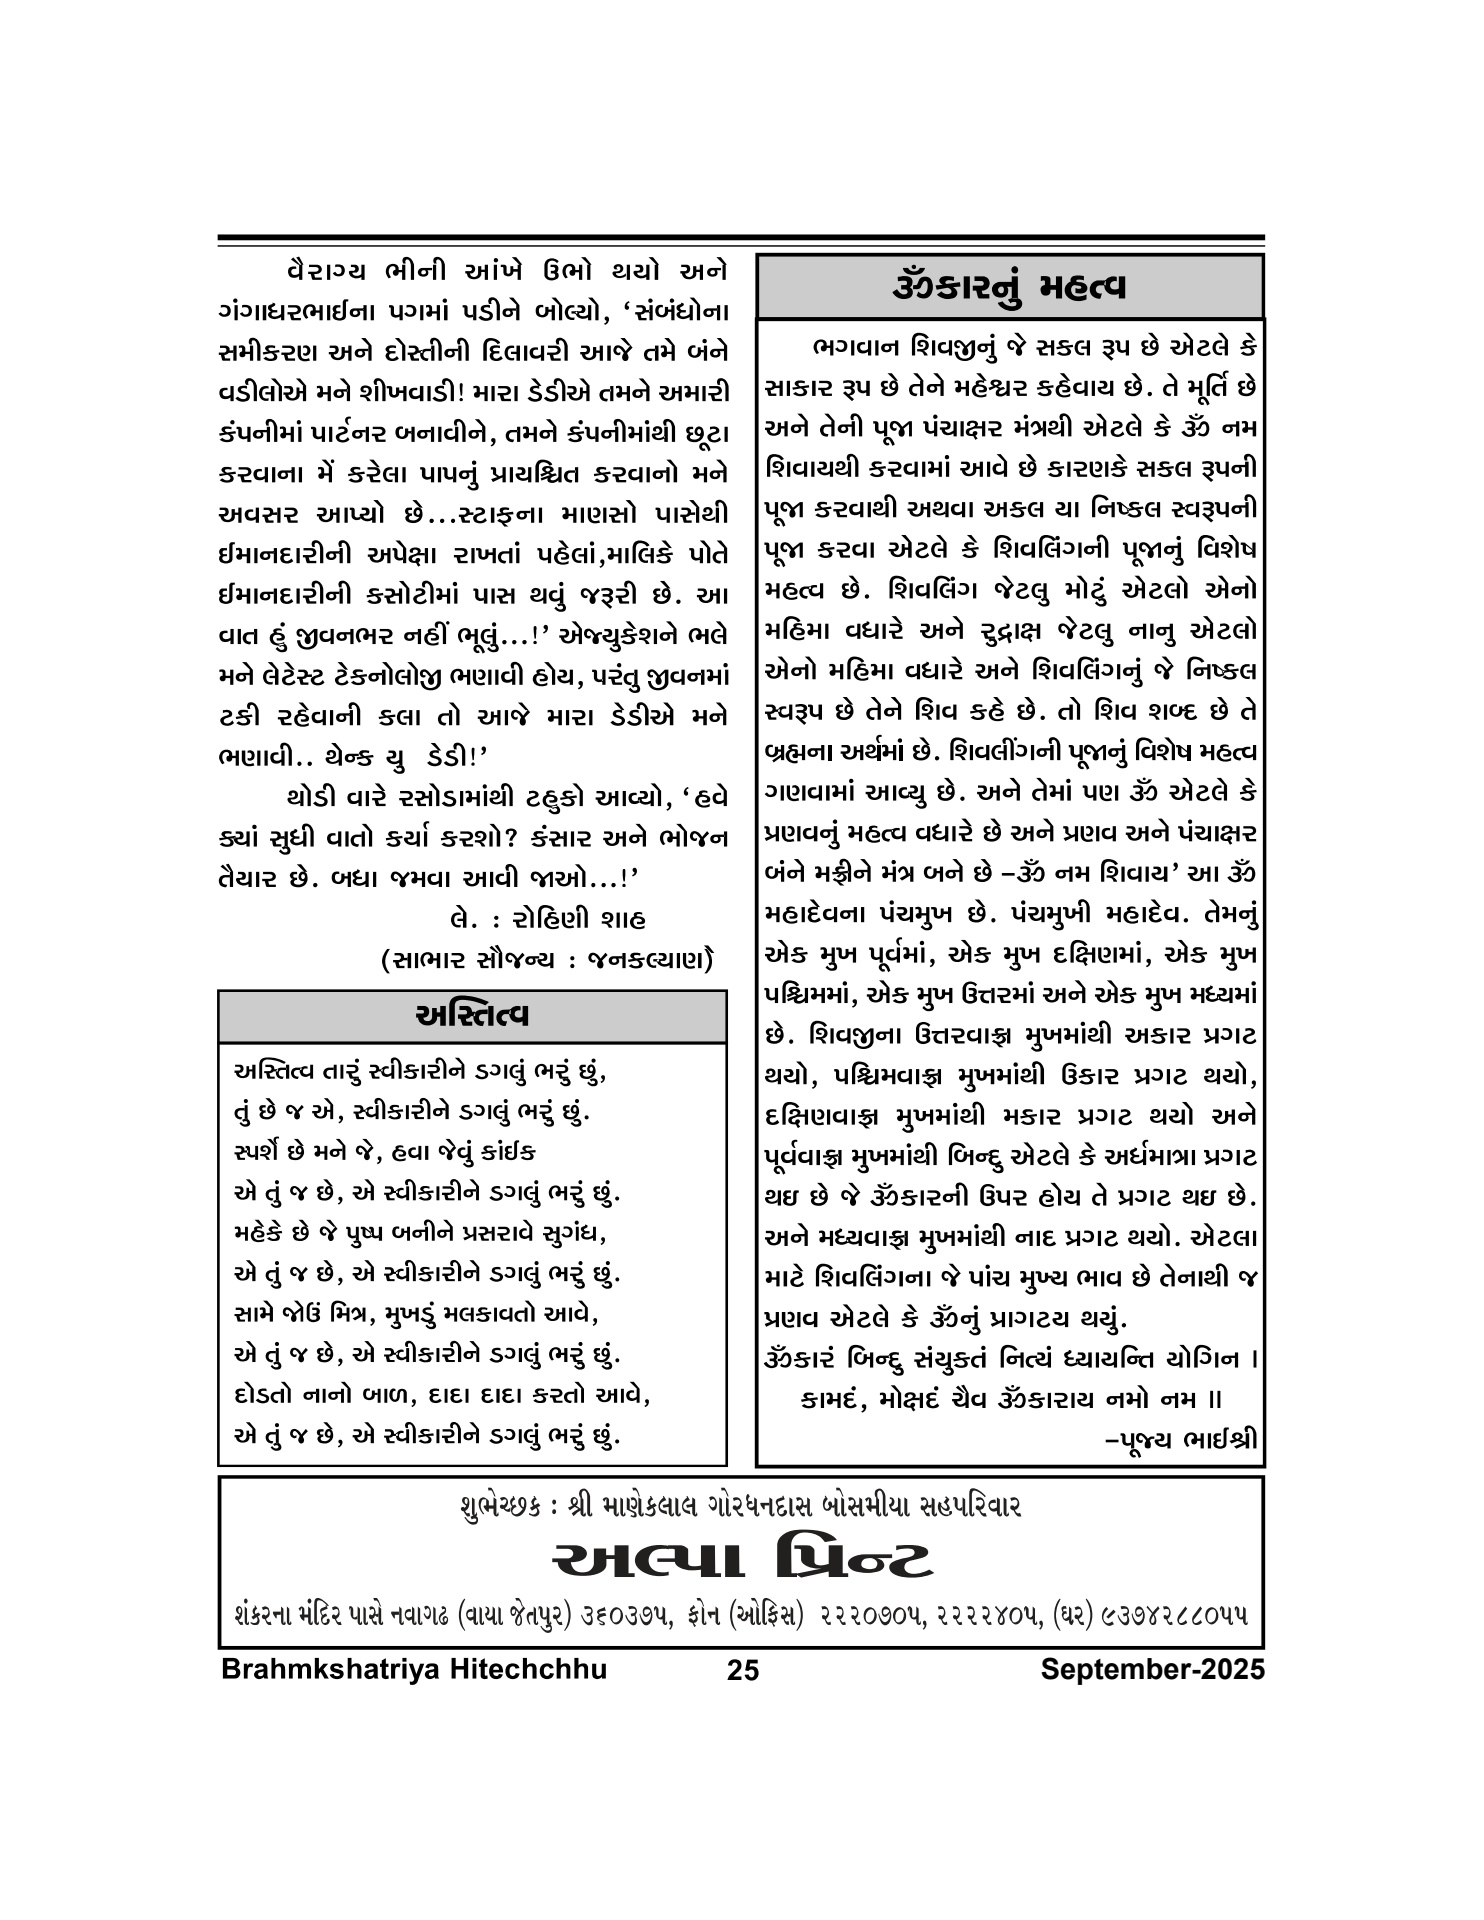 વૈરાગ્ય ભીની આંખે ઉભો થયો અને
ગંગાધરભાઈના પગમાં પડીને બોલ્યો, ‘સંબંધોના
સમીકરણ અને દોસ્તીની દિલાવરી આજે તમે બંને
વડીલોએ મને શીખવાડી! મારા ડેડીએ તમને અમારી
કંપનીમાં પાર્ટનર બનાવીને, તમને કંપનીમાંથી છૂટા
કરવાના મેં કરેલા પાપનું પ્રાયશ્ચિત કરવાનો મને
અવસર આપ્યો છે...સ્ટાફના માણસો પાસેથી
ઈમાનદારીની અપેક્ષા રાખતાં પહેલાં,માલિકે પોતે
ઈમાનદારીની કસોટીમાં પાસ થવું જરૂરી છે. આ
વાત હું જીવનભર નહીં ભૂલું...!’ એજ્યુકેશને ભલે
મને લેટેસ્ટ ટેકનોલોજી ભણાવી હોય, પરંતુ જીવનમાં
ટકી રહેવાની કલા તો આજે મારા ડેડીએ મને
ભણાવી.. થેન્ક યુ ડેડી!’
થોડી વારે રસોડામાંથી ટહુકો આવ્યો, ‘હવે
ક્યાં સુધી વાતો કર્યા કરશો? કંસાર અને ભોજન
તૈયાર છે. બધા જમવા આવી જાઓ...!’
લે. : રોહિણી શાહ
(સાભાર સૌજન્ય : જનકલ્યાણ)
અસ્તિત્વ
અસ્તિત્વ તારું સ્વીકારીને ડગલું ભરું છું,
તું છે જ એ, સ્વીકારીને ડગલું ભરું છું.
સ્પર્શે છે મને જે, હવા જેવું કાંઈક
એ તું જ છે, એ સ્વીકારીને ડગલું ભરું છું.
મહેકે છે જે પુષ્પ બનીને પ્રસરાવે સુગંધ,
એ તું જ છે, એ સ્વીકારીને ડગલું ભરું છું.
સામે જોઉં મિત્ર, મુખડું મલકાવતો આવે,
એ તું જ છે, એ સ્વીકારીને ડગલું ભરું છું.
દોડતો નાનો બાળ, દાદા દાદા કરતો આવે,
એ તું જ છે, એ સ્વીકારીને ડગલું ભરું છું.
ૐકારનું મહત્વ
ભગવાન શિવજીનું જે સકલ રૂપ છે એટલે કે
સાકાર રૂપ છે તેને મહેશ્વર કહેવાય છે. તે મૂર્તિ છે
અને તેની પૂજા પંચાક્ષર મંત્રથી એટલે કે ૐ નમ
શિવાયથી કરવામાં આવે છે કારણકે સકલ રૂપની
પૂજા કરવાથી અથવા અકલ યા નિષ્કલ સ્વરૂપની
પૂજા કરવા એટલે કે શિવલિંગની પૂજાનું વિશેષ
મહત્વ છે. શિવલિંગ જેટલુ મોટું એટલો એનો
મહિમા વધારે અને રુદ્રાક્ષ જેટલુ નાનુ એટલો
એનો મહિમા વધારે અને શિવલિંગનું જે નિષ્કલ
સ્વરૂપ છે તેને શિવ કહે છે. તો શિવ શબ્દ છે તે
બ્રહ્મના અર્થમાં છે. શિવલીંગની પૂજાનું વિશેષ મહત્વ
ગણવામાં આવ્યુ છે. અને તેમાં પણ ૐ એટલે કે
પ્રણવનું મહત્વ વધારે છે અને પ્રણવ અને પંચાક્ષર
બંને મળીને મંત્ર બને છે –ૐ નમ શિવાય’ આ ૐ
મહાદેવના પંચમુખ છે. પંચમુખી મહાદેવ. તેમનું
એક મુખ પૂર્વમાં, એક મુખ દક્ષિણમાં, એક મુખ
પશ્ચિમમાં, એક મુખ ઉત્તરમાં અને એક મુખ મધ્યમાં
છે. શિવજીના ઉત્તરવાળા મુખમાંથી અકાર પ્રગટ
થયો, પશ્ચિમવાળા મુખમાંથી ઉકાર પ્રગટ થયો,
દક્ષિણવાળા મુખમાંથી મકાર પ્રગટ થયો અને
પૂર્વવાળા મુખમાંથી બિન્દુ એટલે કે અર્ધમાત્રા પ્રગટ
થઇ છે જે ૐકારની ઉપર હોય તે પ્રગટ થઇ છે.
અને મધ્યવાળા મુખમાંથી નાદ પ્રગટ થયો. એટલા
માટે શિવલિંગના જે પાંચ મુખ્ય ભાવ છે તેનાથી જ
પ્રણવ એટલે કે ૐનું પ્રાગટય થયું.
ૐકારં બિન્દુ સંયુકતં નિત્યં ધ્યાયન્તિ યોગિન ।
કામદં, મોક્ષદં ચૈવ ૐકારાય નમો નમ ॥
–પૂજ્ય ભાઈશ્રી
શુભેચ્છક : શ્રી માણેકલાલ ગોરધનદાસ બોસમીયા સહપરિવાર
અલ્પા પ્રિન્ટ
શંકરના મંદિર પાસે નવાગઢ (વાયા જેતપુર) ૩૬૦૩૭૫, ફોન (ઓફિસ) ૨૨૨૦૭૦૫, ૨૨૨૨૪૦૫, (ઘર) ૯૩૭૪૨૮૮૦૫૫
Brahmkshatriya Hitechchhu 25 September-2025